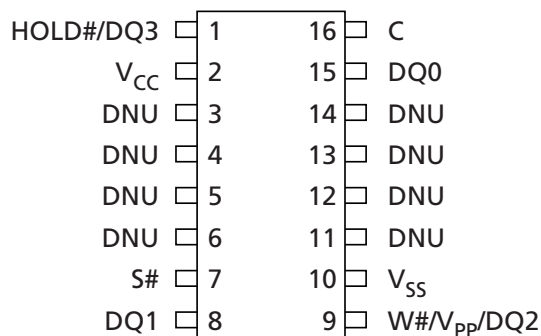 HOLD#/DQ3 1 16 C
VCC 2 15 DQ0
DNU 3 14 DNU
DNU 4 13 DNU
DNU 5 12 DNU
DNU 6 11 DNU
S# 7 10 VSS
DQ1 8 9 W#/VPP/DQ2